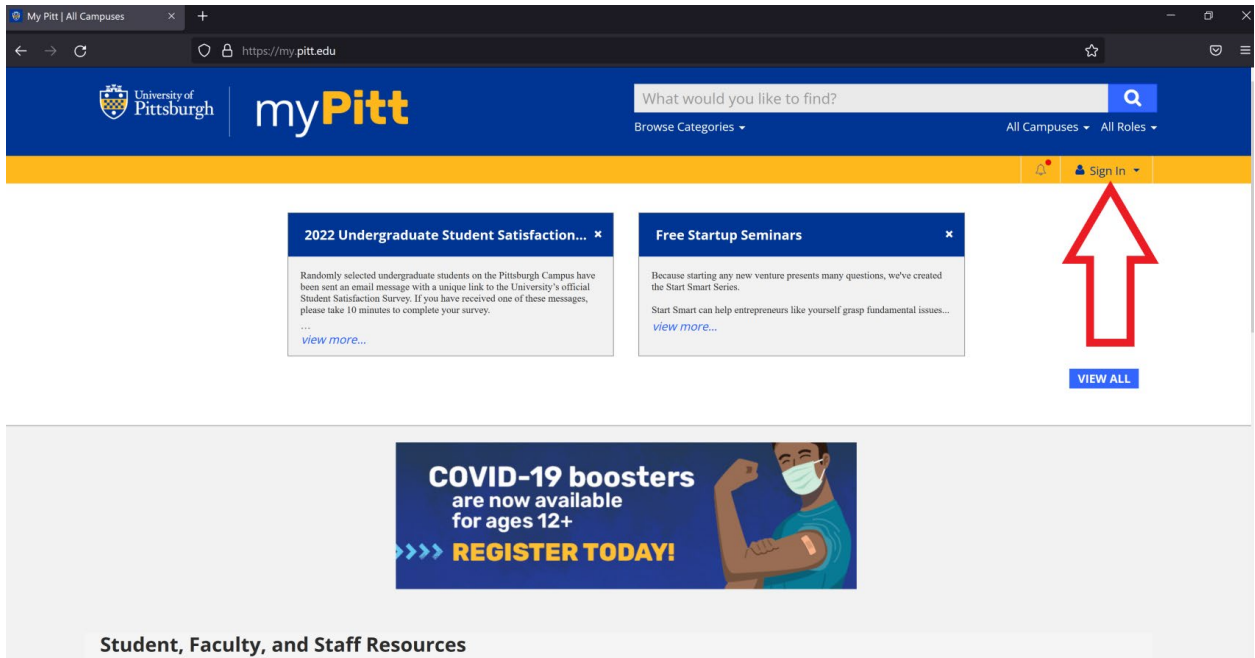 My Pitt | All Campuses
https://my.pitt.edu
University of
Pittsburgh
myPitt
What would you like to find?
Browse Categories
All Campuses All Roles
Sign In
2022 Undergraduate Student Satisfaction...
Randomly selected undergraduate students on the Pittsburgh Campus have
been sent an email message with a unique link to the University's official
Student Satisfaction Survey. If you have received one of these messages,
please take 10 minutes to complete your survey.
...
view more...
Free Startup Seminars
Because starting any new venture presents many questions, we've created
the Start Smart Series.
Start Smart can help entrepreneurs like yourself grasp fundamental issues...
view more...
VIEW ALL
COVID-19 boosters
are now available
for ages 12+
REGISTER TODAY!
Student, Faculty, and Staff Resources